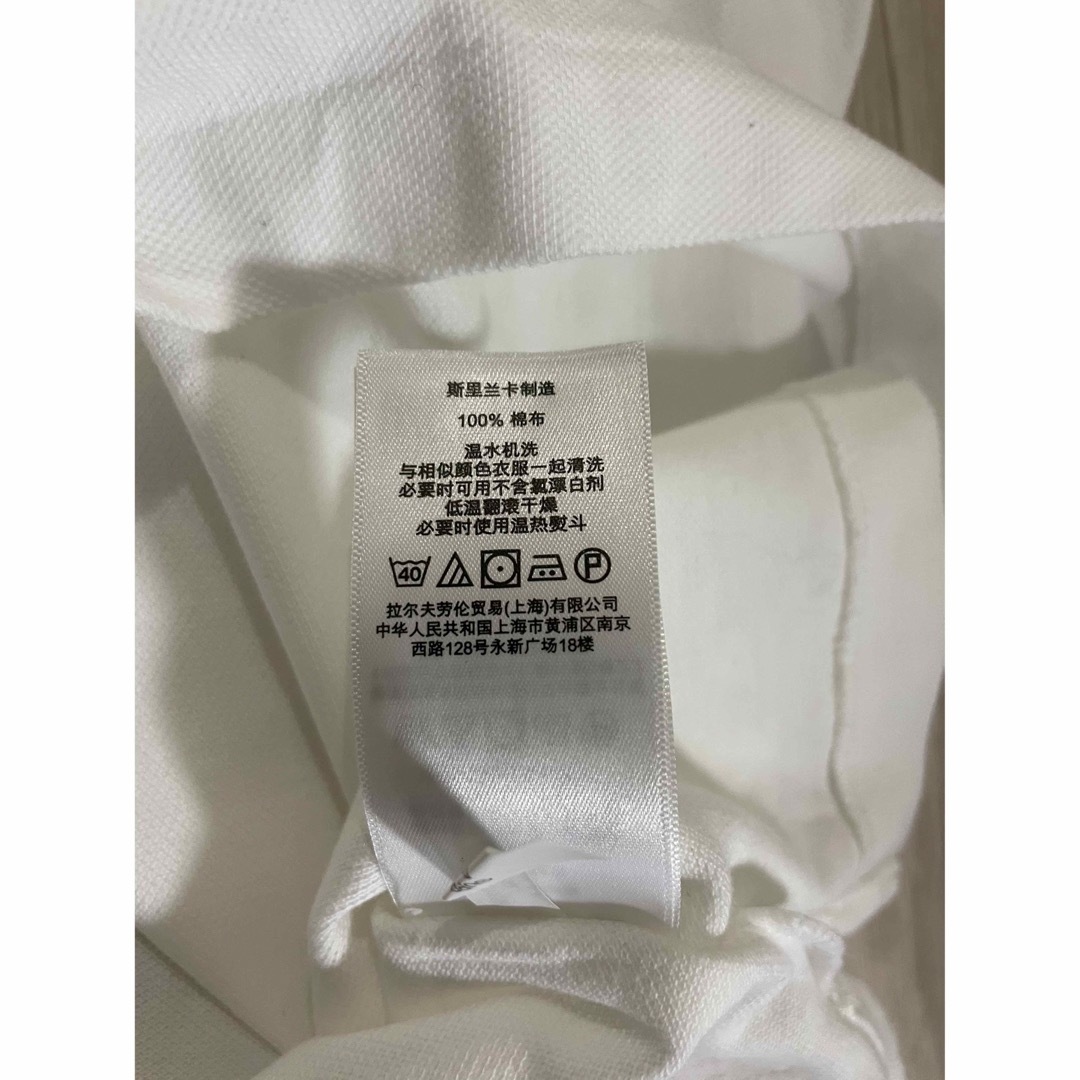 斯里兰卡制造
100% 棉布
温水机洗
与相似颜色衣服一起清洗
必要时可用不含氯漂白剂
低温翻滚干燥
必要时使用温热熨斗
40 P
拉尔夫劳伦贸易(上海)有限公司
中华人民共和国上海市黄浦区南京
西路128号永新广场18楼